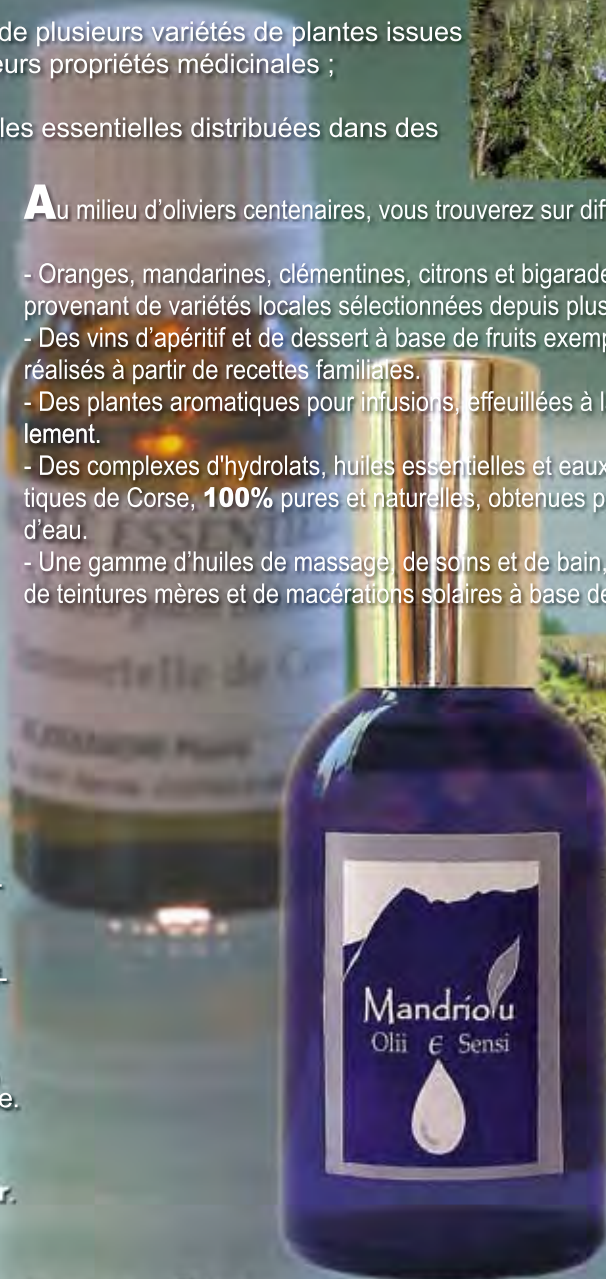 de plusieurs variétés de plantes issues
eurs propriétés médicinales ;
les essentielles distribuées dans des
Au milieu d’oliviers centenaires, vous trouverez sur dif
- Oranges, mandarines, clémentines, citrons et bigarade
provenant de variétés locales sélectionnées depuis plus
- Des vins d’apéritif et de dessert à base de fruits exemp
réalisés à partir de recettes familiales.
- Des plantes aromatiques pour infusions, effeuillées à l
lement.
- Des complexes d'hydrolats, huiles essentielles et eaux
tiques de Corse, 100% pures et naturelles, obtenues p
d’eau.
- Une gamme d’huiles de massage, de soins et de bain,
de teintures mères et de macérations solaires à base de
ESSENTI
Immortelle de Co
Mandriolu
Olii E Sensi
e.
r.